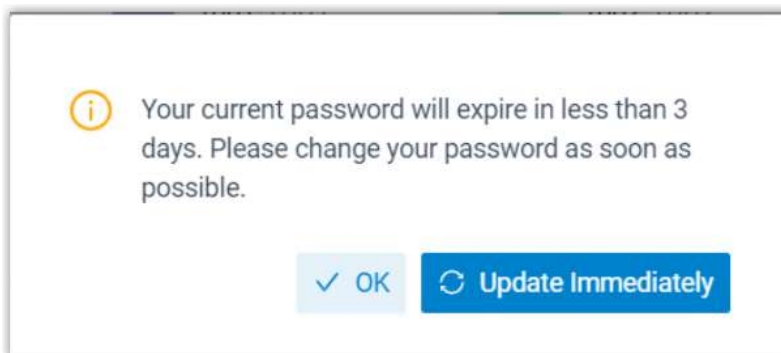 Your current password will expire in less than 3
days. Please change your password as soon as
possible.
OK
Update Immediately